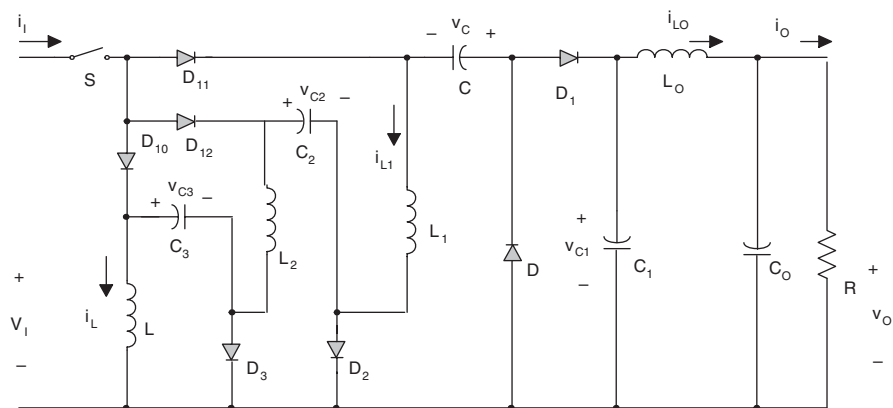 i_I
− v_C +
i_LO
i_O
S
D_11
C
D_1
L_O
+ v_C2 −
D_10
D_12
C_2
i_L1
+ v_C3 −
C_3
L_2
L_1
+
v_C1
−
C_1
D
C_O
R
+
v_O
−
+
V_I
−
i_L
L
D_3
D_2